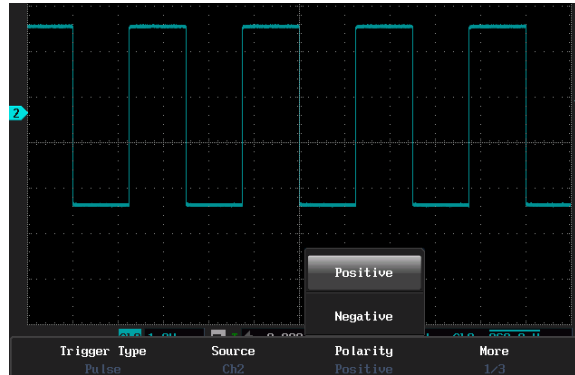 2
Positive
Negative
Trigger Type Source Polarity More
Pulse Ch2 Positive 1/3